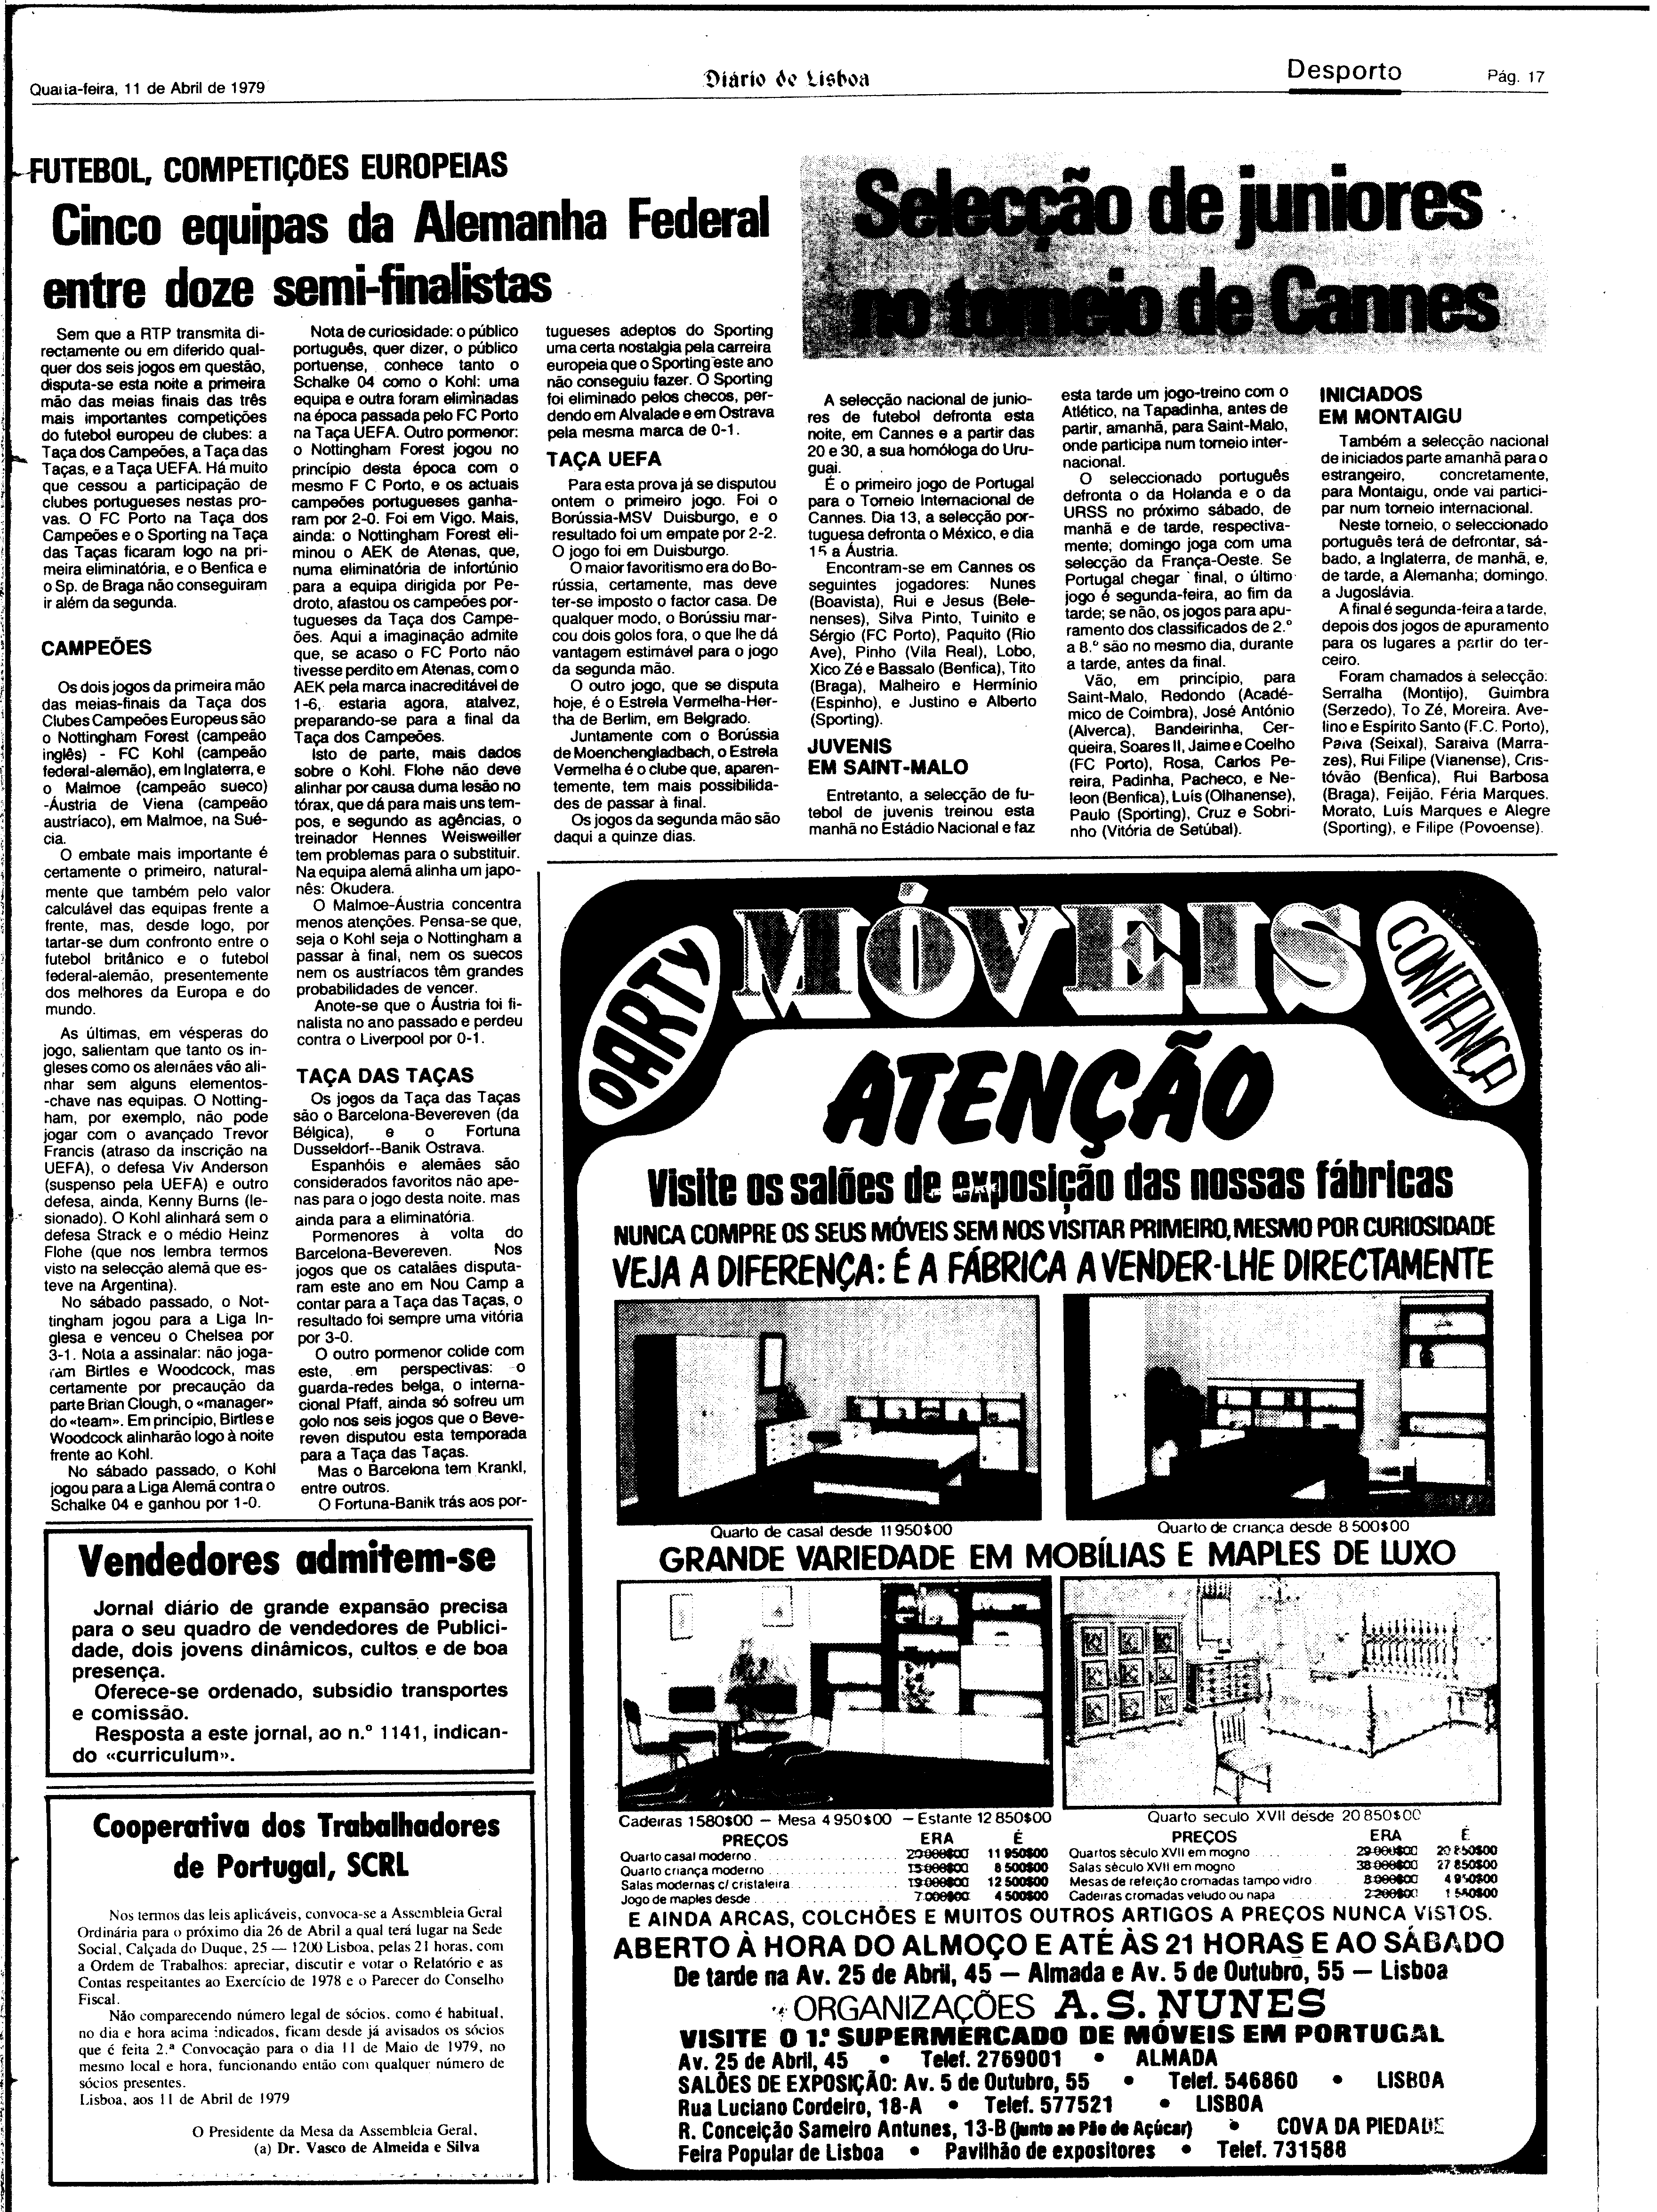 Quarta-feira, 11 de Abril de 1979
Diário de Lisboa
Desporto
Pág. 17
FUTEBOL, COMPETIÇÕES EUROPEIAS
Cinco equipas da Alemanha Federal
entre doze semi-finalistas
Sem que a RTP transmita di-
rectamente ou em diferido qual-
quer dos seis jogos em questão,
disputa-se esta noite a primeira
mão das meias finais das três
mais importantes competições
do futebol europeu de clubes: a
Taça dos Campeões, a Taça das
Taças, e a Taça UEFA. Há muito
que cessou a participação de
clubes portugueses nestas pro-
vas. O FC Porto na Taça dos
Campeões e o Sporting na Taça
das Taças ficaram logo na pri-
meira eliminatória, e o Benfica e
o Sp. de Braga não conseguiram
ir além da segunda.
CAMPEÕES
Os dois jogos da primeira mão
das meias-finais da Taça dos
Clubes Campeões Europeus são
o Nottingham Forest (campeão
inglês) - FC Kohl (campeão
federal-alemão), em Inglaterra, e
o Malmoe (campeão sueco)
-Áustria de Viena (campeão
austríaco), em Malmoe, na Sué-
cia.
O embate mais importante é
certamente o primeiro, natural-
mente que também pelo valor
calculável das equipas frente a
frente, mas, desde logo, por
tartar-se dum confronto entre o
futebol britânico e o futebol
federal-alemão, presentemente
dos melhores da Europa e do
mundo.
As últimas, em vésperas do
jogo, salientam que tanto os in-
gleses como os alemães vão ali-
nhar sem alguns elementos-
-chave nas equipas. O Notting-
ham, por exemplo, não pode
jogar com o avançado Trevor
Francis (atraso da inscrição na
UEFA), o defesa Viv Anderson
(suspenso pela UEFA) e outro
defesa, ainda, Kenny Burns (le-
sionado). O Kohl alinhará sem o
defesa Strack e o médio Heinz
Flohe (que nos lembra termos
visto na selecção alemã que es-
teve na Argentina).
No sábado passado, o Not-
tingham jogou para a Liga In-
glesa e venceu o Chelsea por
3-1. Nota a assinalar: não joga-
ram Birtles e Woodcock, mas
certamente por precaução da
parte Brian Clough, o «manager»
do «team». Em princípio, Birtles e
Woodcock alinharão logo à noite
frente ao Kohl.
No sábado passado, o Kohl
jogou para a Liga Alemã contra o
Schalke 04 e ganhou por 1-0.
Nota de curiosidade: o público
português, quer dizer, o público
portuense, conhece tanto o
Schalke 04 como o Kohl: uma
equipa e outra foram eliminadas
na época passada pelo FC Porto
na Taça UEFA. Outro pormenor:
o Nottingham Forest jogou no
princípio desta época com o
mesmo F C Porto, e os actuais
campeões portugueses ganha-
ram por 2-0. Foi em Vigo. Mais,
ainda: o Nottingham Forest eli-
minou o AEK de Atenas, que,
numa eliminatória de infortúnio
para a equipa dirigida por Pe-
droto, afastou os campeões por-
tugueses da Taça dos Campe-
ões. Aqui a imaginação admite
que, se acaso o FC Porto não
tivesse perdito em Atenas, com o
AEK pela marca inacreditável de
1-6, estaria agora, atalvez,
preparando-se para a final da
Taça dos Campeões.
Isto de parte, mais dados
sobre o Kohl. Flohe não deve
alinhar por causa duma lesão no
tórax, que dá para mais uns tem-
pos, e segundo as agências, o
treinador Hennes Weisweiller
tem problemas para o substituir.
Na equipa alemã alinha um japo-
nês: Okudera.
O Malmoe-Áustria concentra
menos atenções. Pensa-se que,
seja o Kohl seja o Nottingham a
passar à final, nem os suecos
nem os austríacos têm grandes
probabilidades de vencer.
Anote-se que o Áustria foi fi-
nalista no ano passado e perdeu
contra o Liverpool por 0-1.
TAÇA DAS TAÇAS
Os jogos da Taça das Taças
são o Barcelona-Bevereven (da
Bélgica), e o Fortuna
Dusseldorf--Banik Ostrava.
Espanhóis e alemães são
considerados favoritos não ape-
nas para o jogo desta noite. mas
ainda para a eliminatória.
Pormenores à volta do
Barcelona-Bevereven. Nos
jogos que os catalães disputa-
ram este ano em Nou Camp a
contar para a Taça das Taças, o
resultado foi sempre uma vitória
por 3-0.
O outro pormenor colide com
este, em perspectivas: o
guarda-redes belga, o interna-
cional Pfaff, ainda só sofreu um
golo nos seis jogos que o Beve-
reven disputou esta temporada
para a Taça das Taças.
Mas o Barcelona tem Krankl,
entre outros.
O Fortuna-Banik trás aos por-
tugueses adeptos do Sporting
uma certa nostalgia pela carreira
europeia que o Sporting este ano
não conseguiu fazer. O Sporting
foi eliminado pelos checos, per-
dendo em Alvalade e em Ostrava
pela mesma marca de 0-1.
TAÇA UEFA
Para esta prova já se disputou
ontem o primeiro jogo. Foi o
Borússia-MSV Duisburgo, e o
resultado foi um empate por 2-2.
O jogo foi em Duisburgo.
O maior favoritismo era do Bo-
rússia, certamente, mas deve
ter-se imposto o factor casa. De
qualquer modo, o Borússiu mar-
cou dois golos fora, o que lhe dá
vantagem estimável para o jogo
da segunda mão.
O outro jogo, que se disputa
hoje, é o Estrela Vermelha-Her-
tha de Berlim, em Belgrado.
Juntamente com o Borússia
de Moenchengladbach, o Estrela
Vermelha é o clube que, aparen-
temente, tem mais possibilida-
des de passar à final.
Os jogos da segunda mão são
daqui a quinze dias.
Selecção de juniores
no torneio de Cannes
A selecção nacional de junio-
res de futebol defronta esta
noite, em Cannes e a partir das
20 e 30, a sua homóloga do Uru-
guai.
É o primeiro jogo de Portugal
para o Torneio Internacional de
Cannes. Dia 13, a selecção por-
tuguesa defronta o México, e dia
15 a Áustria.
Encontram-se em Cannes os
seguintes jogadores: Nunes
(Boavista), Rui e Jesus (Bele-
nenses), Silva Pinto, Tuinito e
Sérgio (FC Porto), Paquito (Rio
Ave), Pinho (Vila Real), Lobo,
Xico Zé e Bassalo (Benfica), Tito
(Braga), Malheiro e Hermínio
(Espinho), e Justino e Alberto
(Sporting).
JUVENIS
EM SAINT-MALO
Entretanto, a selecção de fu-
tebol de juvenis treinou esta
manhã no Estádio Nacional e faz
esta tarde um jogo-treino com o
Atlético, na Tapadinha, antes de
partir, amanhã, para Saint-Malo,
onde participa num torneio inter-
nacional.
O seleccionado português
defronta o da Holanda e o da
URSS no próximo sábado, de
manhã e de tarde, respectiva-
mente; domingo joga com uma
selecção da França-Oeste. Se
Portugal chegar final, o último
jogo é segunda-feira, ao fim da
tarde; se não, os jogos para apu-
ramento dos classificados de 2.º
a 8.º são no mesmo dia, durante
a tarde, antes da final.
Vão, em princípio, para
Saint-Malo, Redondo (Acadé-
mico de Coimbra), José António
(Alverca), Bandeirinha, Cer-
queira, Soares II, Jaime e Coelho
(FC Porto), Rosa, Carlos Pe-
reira, Padinha, Pacheco, e Ne-
leon (Benfica), Luís (Olhanense),
Paulo (Sporting), Cruz e Sobri-
nho (Vitória de Setúbal).
INICIADOS
EM MONTAIGU
Também a selecção nacional
de iniciados parte amanhã para o
estrangeiro, concretamente,
para Montaigu, onde vai partici-
par num torneio internacional.
Neste torneio, o seleccionado
português terá de defrontar, sá-
bado, a Inglaterra, de manhã, e,
de tarde, a Alemanha; domingo,
a Jugoslávia.
A final é segunda-feira a tarde,
depois dos jogos de apuramento
para os lugares a partir do ter-
ceiro.
Foram chamados à selecção:
Serralha (Montijo), Guimbra
(Serzedo), To Zé, Moreira. Ave-
lino e Espírito Santo (F.C. Porto),
Paiva (Seixal), Saraiva (Marra-
zes), Rui Filipe (Vianense), Cris-
tóvão (Benfica), Rui Barbosa
(Braga), Feijão, Féria Marques.
Morato, Luís Marques e Alegre
(Sporting), e Filipe (Povoense).
Vendedores admitem-se
Jornal diário de grande expansão precisa
para o seu quadro de vendedores de Publici-
dade, dois jovens dinâmicos, cultos e de boa
presença.
Oferece-se ordenado, subsidio transportes
e comissão.
Resposta a este jornal, ao n.º 1141, indican-
do «curriculum».
Cooperativa dos Trabalhadores
de Portugal, SCRL
Nos termos das leis aplicáveis, convoca-se a Assembleia Geral
Ordinária para o próximo dia 26 de Abril a qual terá lugar na Sede
Social, Calçada do Duque, 25 — 1200 Lisboa, pelas 21 horas, com
a Ordem de Trabalhos: apreciar, discutir e votar o Relatório e as
Contas respeitantes ao Exercício de 1978 e o Parecer do Conselho
Fiscal.
Não comparecendo número legal de sócios, como é habitual,
no dia e hora acima indicados, ficam desde já avisados os sócios
que é feita 2.ª Convocação para o dia 11 de Maio de 1979, no
mesmo local e hora, funcionando então com qualquer número de
sócios presentes.
Lisboa, aos 11 de Abril de 1979
O Presidente da Mesa da Assembleia Geral,
(a) Dr. Vasco de Almeida e Silva
DARTY
MÓVEIS
CONFIANÇA
ATENÇÃO
Visite os salões de exposição das nossas fábricas
NUNCA COMPRE OS SEUS MÓVEIS SEM NOS VISITAR PRIMEIRO, MESMO POR CURIOSIDADE
VEJA A DIFERENÇA: É A FÁBRICA A VENDER-LHE DIRECTAMENTE
Quarto de casal desde 11 950$00
Quarto de criança desde 8 500$00
GRANDE VARIEDADE EM MOBÍLIAS E MAPLES DE LUXO
Cadeiras 1580$00 — Mesa 4 950$00 — Estante 12 850$00
Quarto seculo XVII desde 20 850$00
PREÇOS ERA É
Quarto casal moderno 20 000$00 11 950$00
Quarto criança moderno 15 000$00 8 500$00
Salas modernas c/ cristaleira 19 000$00 12 500$00
Jogo de maples desde 7 000$00 4 500$00
PREÇOS ERA É
Quartos século XVII em mogno 29 000$00 20 850$00
Salas século XVII em mogno 38 000$00 27 850$00
Mesas de refeição cromadas tampo vidro 8 000$00 4 950$00
Cadeiras cromadas veludo ou napa 2 200$00 1 580$00
E AINDA ARCAS, COLCHÕES E MUITOS OUTROS ARTIGOS A PREÇOS NUNCA VISTOS.
ABERTO À HORA DO ALMOÇO E ATÉ ÀS 21 HORAS E AO SÁBADO
De tarde na Av. 25 de Abril, 45 — Almada e Av. 5 de Outubro, 55 — Lisboa
ORGANIZAÇÕES A. S. NUNES
VISITE O 1.º SUPERMERCADO DE MÓVEIS EM PORTUGAL
Av. 25 de Abril, 45 • Telef. 2769001 • ALMADA
SALÕES DE EXPOSIÇÃO: Av. 5 de Outubro, 55 • Telef. 546860 • LISBOA
Rua Luciano Cordeiro, 18-A • Telef. 577521 • LISBOA
R. Conceição Sameiro Antunes, 13-B (junto ao Pão de Açúcar) • COVA DA PIEDADE
Feira Popular de Lisboa • Pavilhão de expositores • Telef. 731588